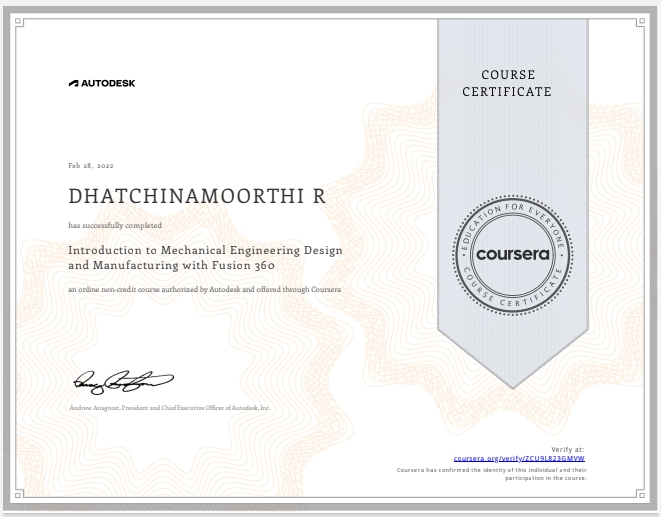 AUTODESK
COURSE
CERTIFICATE
Feb 28, 2022
DHATCHINAMOORTHI R
has successfully completed
Introduction to Mechanical Engineering Design
and Manufacturing with Fusion 360
an online non-credit course authorized by Autodesk and offered through Coursera
EDUCATION FOR EVERYONE
coursera
COURSE CERTIFICATE
Andrew Anagnost, President and Chief Executive Officer of Autodesk, Inc.
Verify at:
coursera.org/verify/ZCU9L823GMVW
Coursera has confirmed the identity of this individual and their
participation in the course.